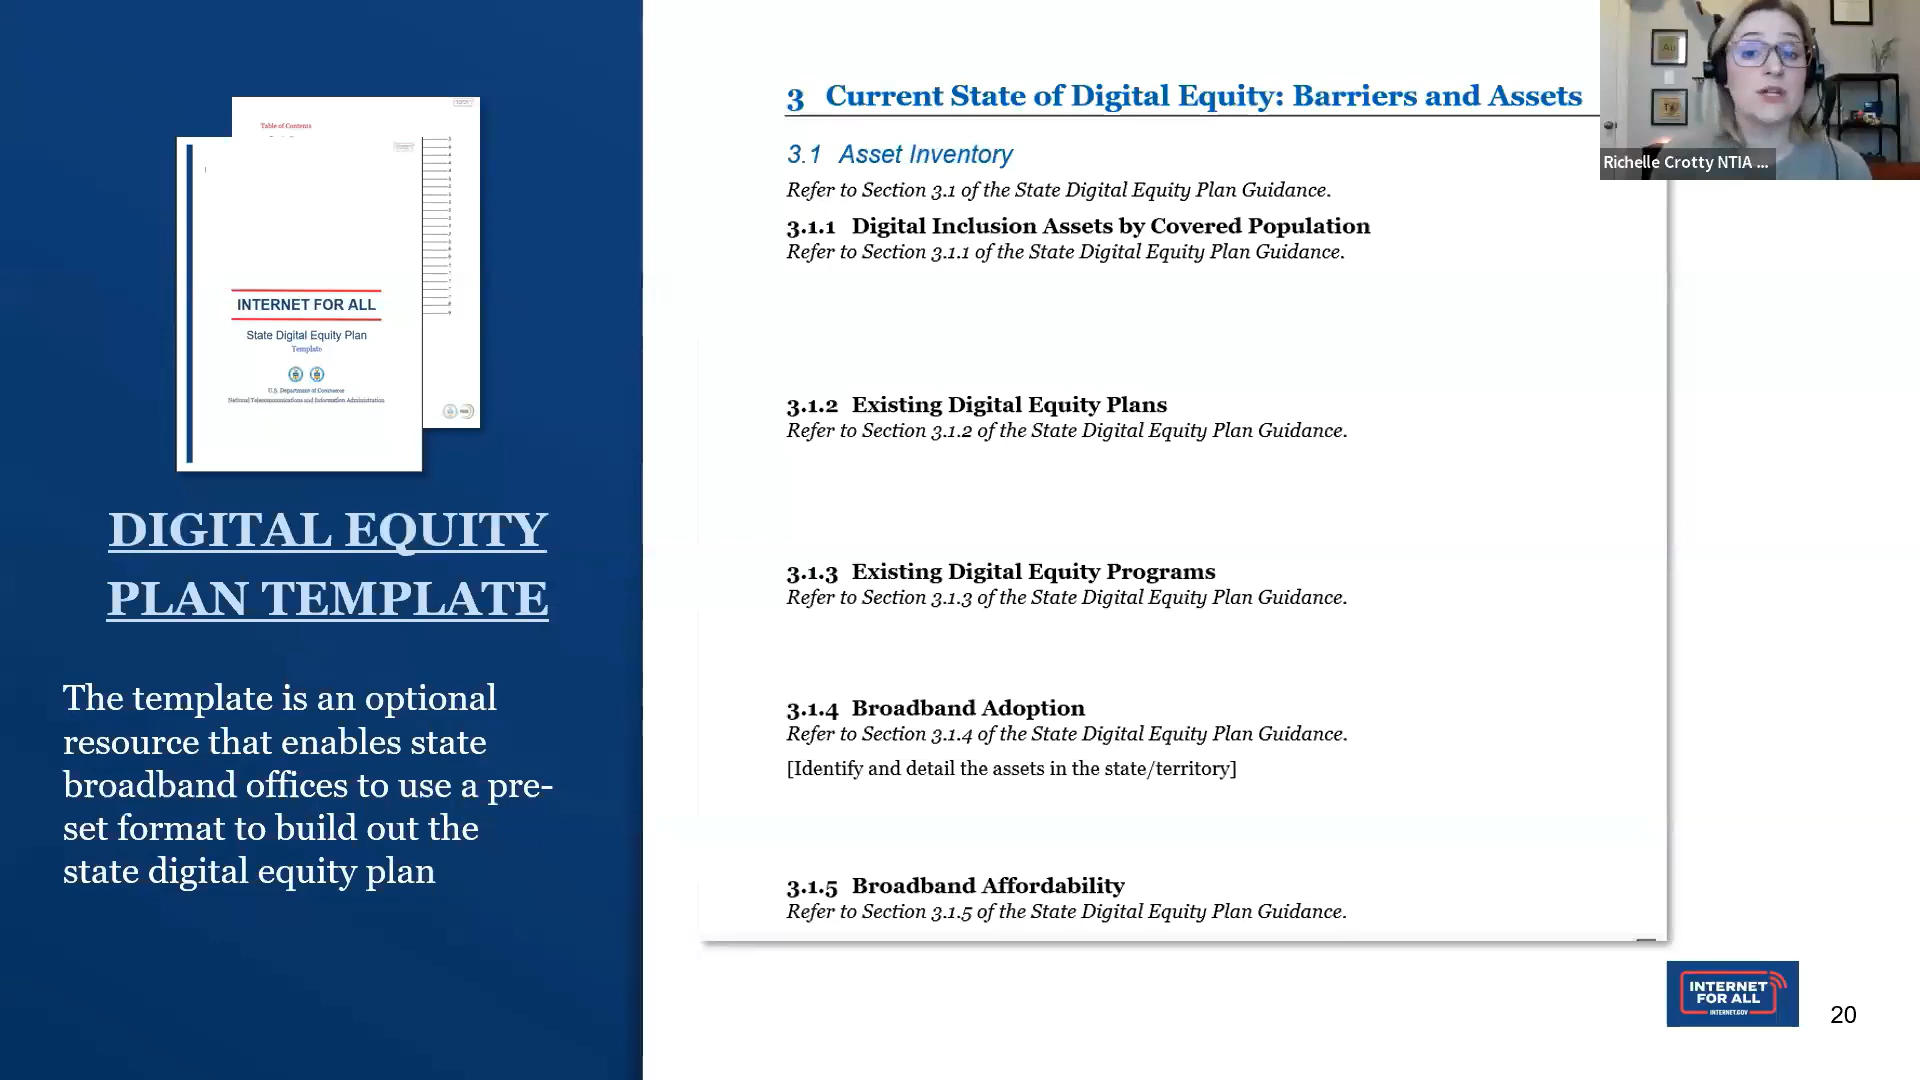 Table of Contents
INTERNET FOR ALL
State Digital Equity Plan
Template
U.S. Department of Commerce
National Telecommunications and Information Administration
DIGITAL EQUITY
PLAN TEMPLATE
The template is an optional
resource that enables state
broadband offices to use a pre-
set format to build out the
state digital equity plan
3 Current State of Digital Equity: Barriers and Assets
3.1 Asset Inventory
Refer to Section 3.1 of the State Digital Equity Plan Guidance.
3.1.1 Digital Inclusion Assets by Covered Population
Refer to Section 3.1.1 of the State Digital Equity Plan Guidance.
3.1.2 Existing Digital Equity Plans
Refer to Section 3.1.2 of the State Digital Equity Plan Guidance.
3.1.3 Existing Digital Equity Programs
Refer to Section 3.1.3 of the State Digital Equity Plan Guidance.
3.1.4 Broadband Adoption
Refer to Section 3.1.4 of the State Digital Equity Plan Guidance.
[Identify and detail the assets in the state/territory]
3.1.5 Broadband Affordability
Refer to Section 3.1.5 of the State Digital Equity Plan Guidance.
Richelle Crotty NTIA ...
INTERNET
FOR ALL
INTERNET.GOV
20